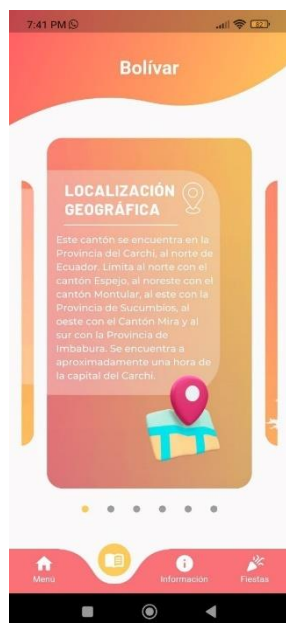 7:41 PM
82
Bolívar
LOCALIZACIÓN
GEOGRÁFICA
Este cantón se encuentra en la
Provincia del Carchi, al norte de
Ecuador. Limita al norte con el
cantón Espejo, al noreste con el
cantón Montular, al este con la
Provincia de Sucumbíos, al
oeste con el Cantón Mira y al
sur con la Provincia de
Imbabura. Se encuentra a
aproximadamente una hora de
la capital del Carchi.
Menú
Información
Fiestas